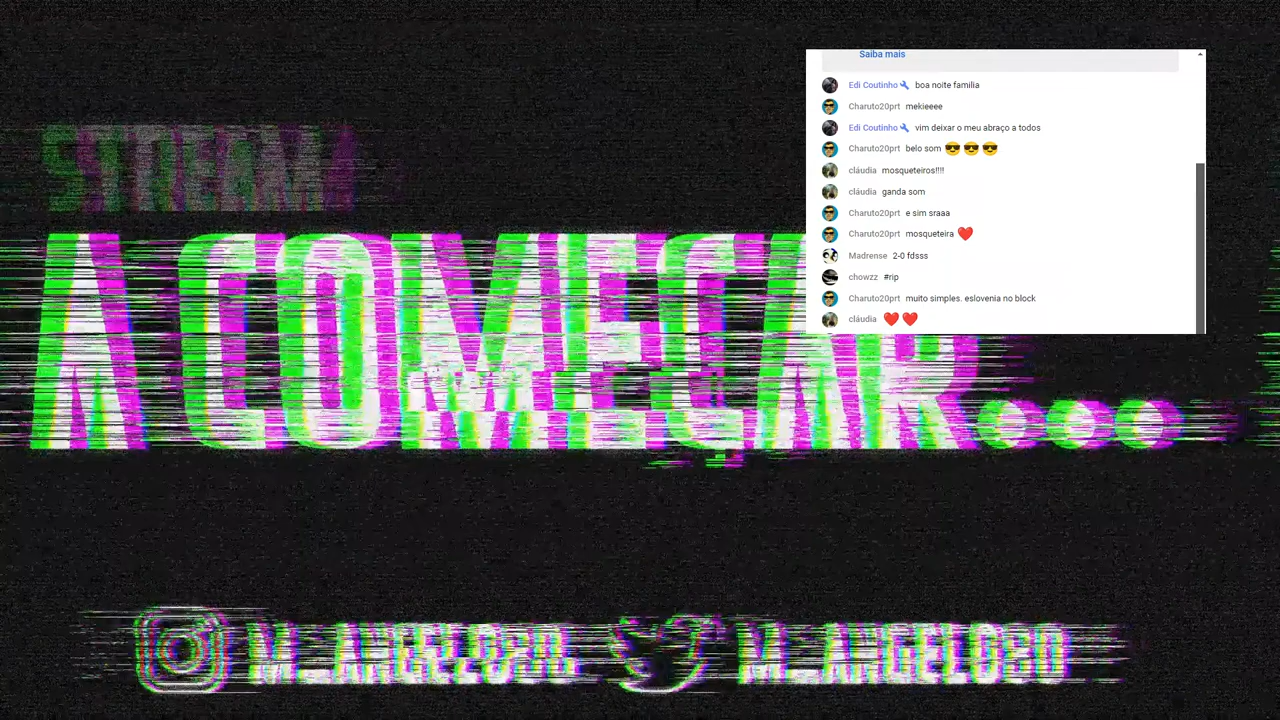 STREAM
A COMEÇAR...
Saiba mais
Edi Coutinho boa noite familia
Charuto20prt mekieeee
Edi Coutinho vim deixar o meu abraço a todos
Charuto20prt belo som 😎 😎 😎
cláudia mosqueteiros!!!!
cláudia ganda som
Charuto20prt e sim sraaa
Charuto20prt mosqueteira ❤️
Madrense 2-0 fdsss
chowzz #rip
Charuto20prt muito simples. eslovenia no block
cláudia ❤️ ❤️